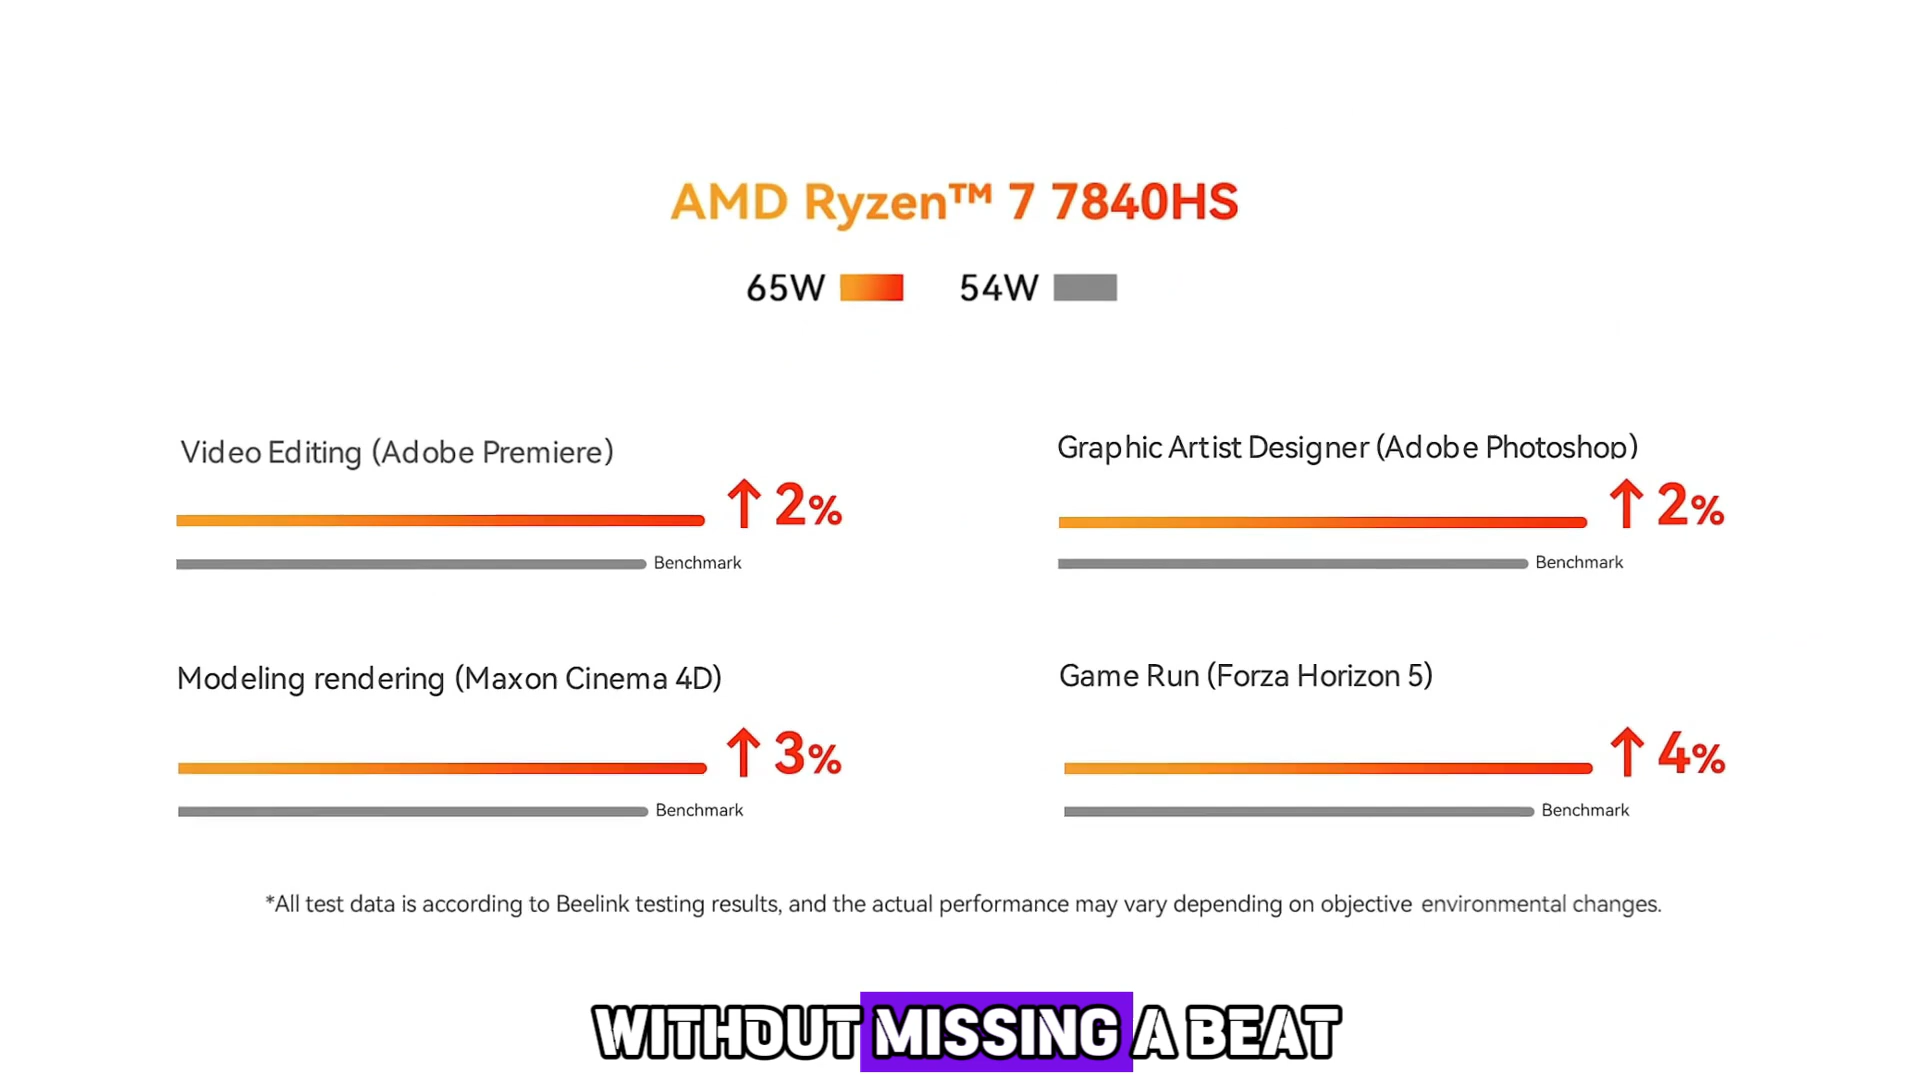 AMD Ryzen™ 7 7840HS
65W 54W
Video Editing (Adobe Premiere)
↑ 2%
Benchmark
Graphic Artist Designer (Adobe Photoshop)
↑ 2%
Benchmark
Modeling rendering (Maxon Cinema 4D)
↑ 3%
Benchmark
Game Run (Forza Horizon 5)
↑ 4%
Benchmark
*All test data is according to Beelink testing results, and the actual performance may vary depending on objective environmental changes.
WITHOUT MISSING A BEAT